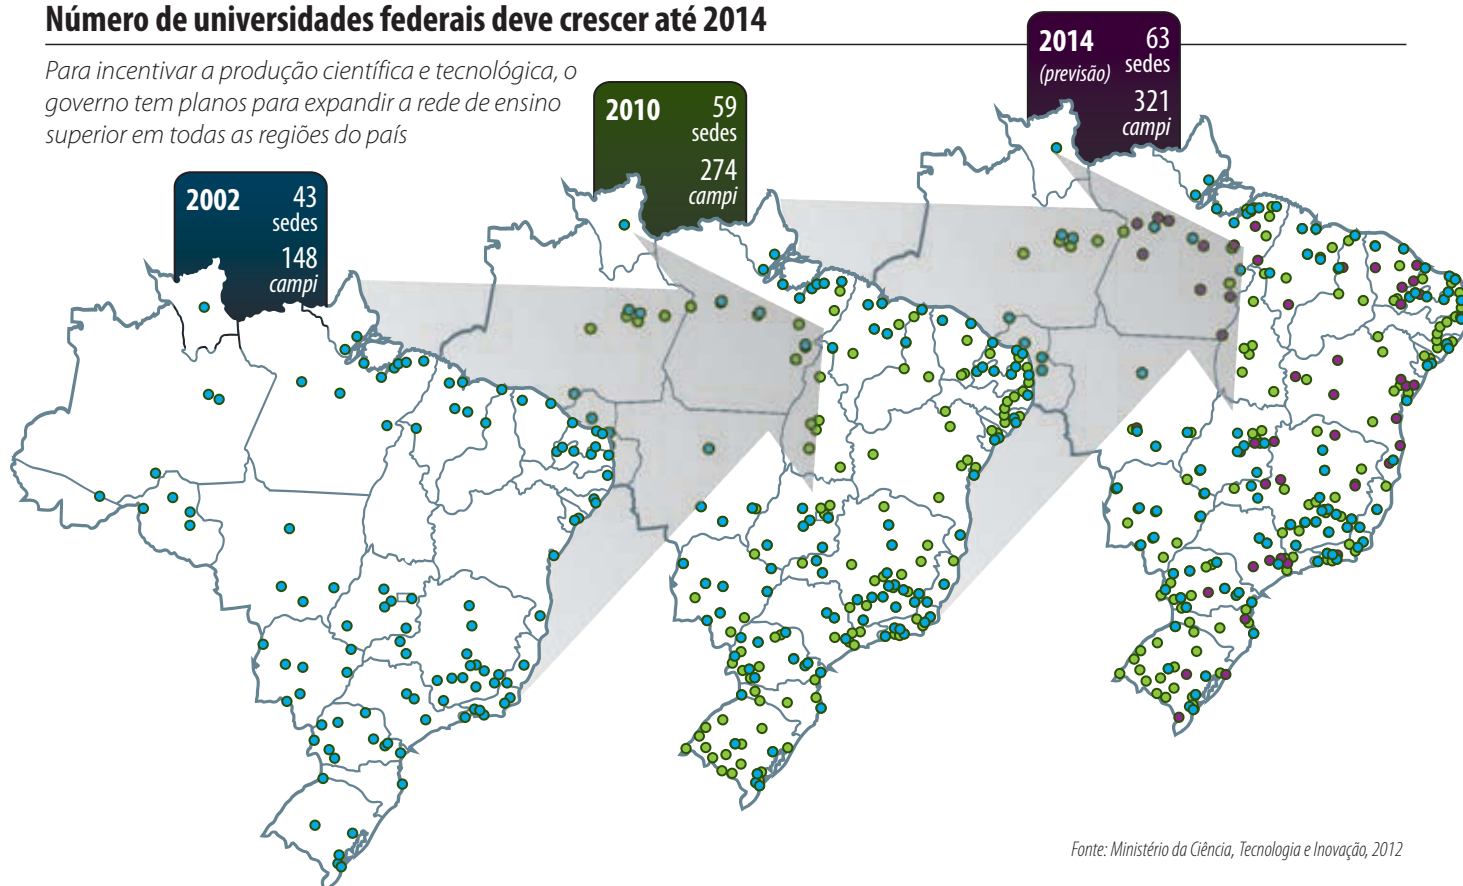 Número de universidades federais deve crescer até 2014
Para incentivar a produção científica e tecnológica, o
governo tem planos para expandir a rede de ensino
superior em todas as regiões do país
2002
43
sedes
148
campi
2010
59
sedes
274
campi
2014
(previsão)
63
sedes
321
campi
Fonte: Ministério da Ciência, Tecnologia e Inovação, 2012